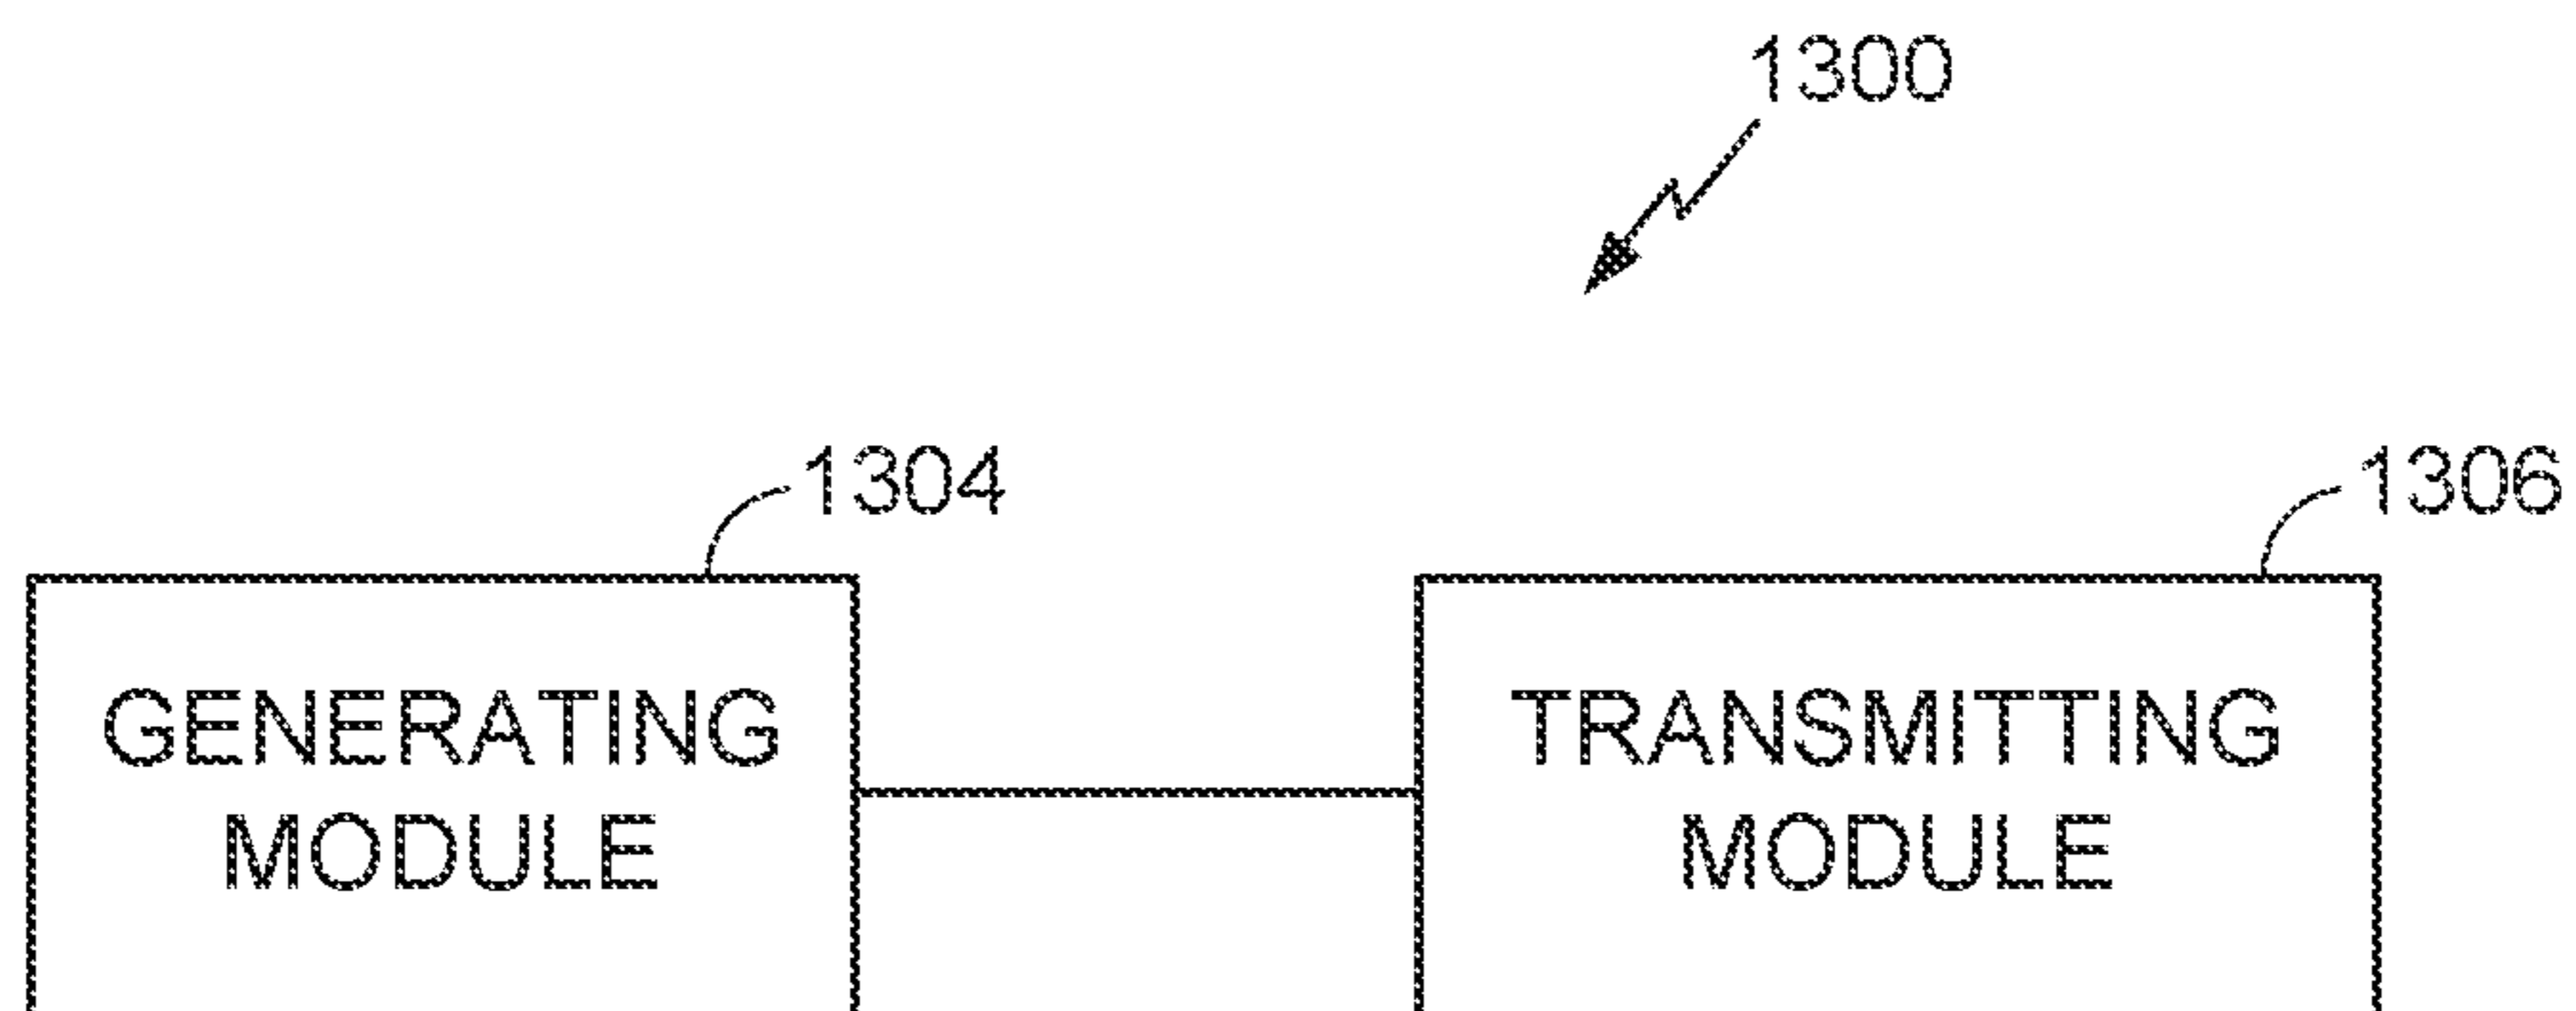 1300
1304
1306
GENERATING
MODULE
TRANSMITTING
MODULE